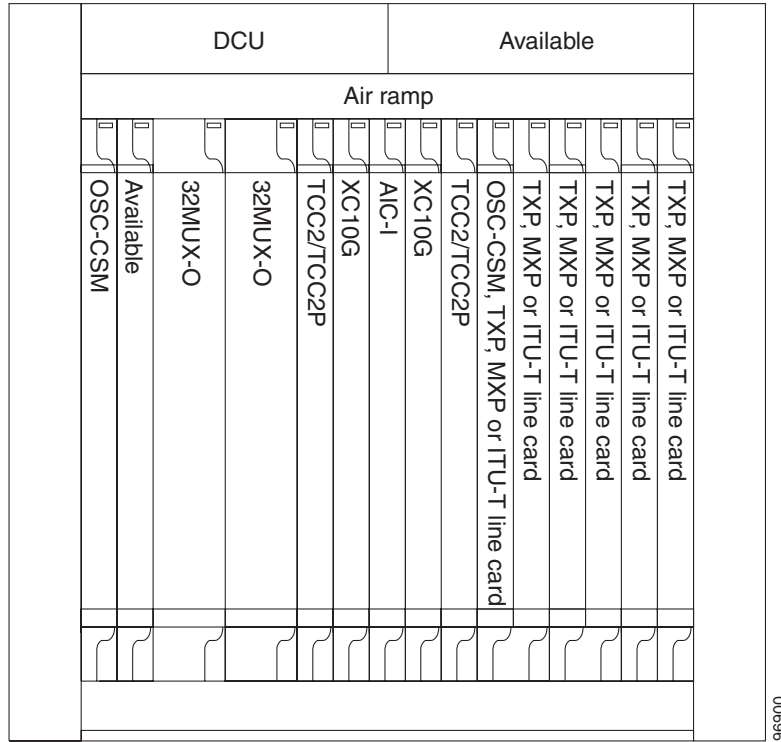 DCU
Available
Air ramp
OSC-CSM
Available
32MUX-O
32MUX-O
TCC2/TCC2P
XC10G
AIC-I
XC10G
TCC2/TCC2P
OSC-CSM, TXP, MXP or ITU-T line card
TXP, MXP or ITU-T line card
TXP, MXP or ITU-T line card
TXP, MXP or ITU-T line card
TXP, MXP or ITU-T line card
TXP, MXP or ITU-T line card